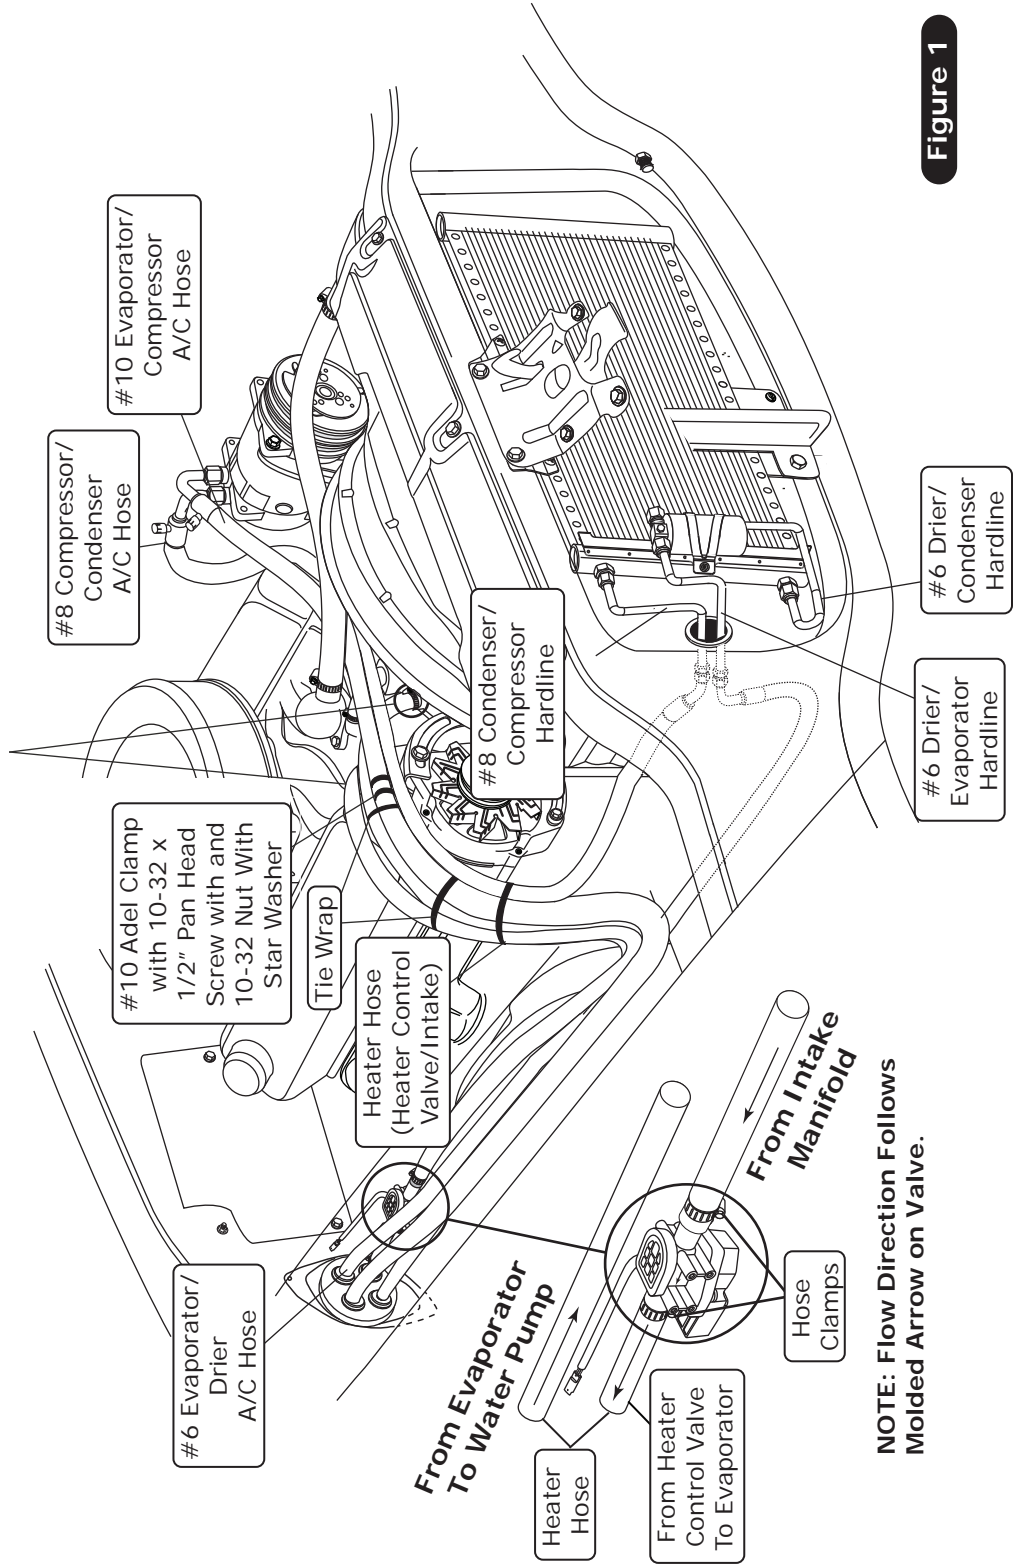 #8 Compressor/
Condenser
A/C Hose
#10 Evaporator/
Compressor
A/C Hose
#10 Adel Clamp
with 10-32 x
1/2" Pan Head
Screw with and
10-32 Nut With
Star Washer
Tie Wrap
Heater Hose
(Heater Control
Valve/Intake)
#8 Condenser/
Compressor
Hardline
#6 Evaporator/
Drier
A/C Hose
#6 Drier/
Condenser
Hardline
#6 Drier/
Evaporator
Hardline
From Evaporator
To Water Pump
From Intake
Manifold
Heater
Hose
From Heater
Control Valve
To Evaporator
Hose
Clamps
NOTE: Flow Direction Follows
Molded Arrow on Valve.
Figure 1